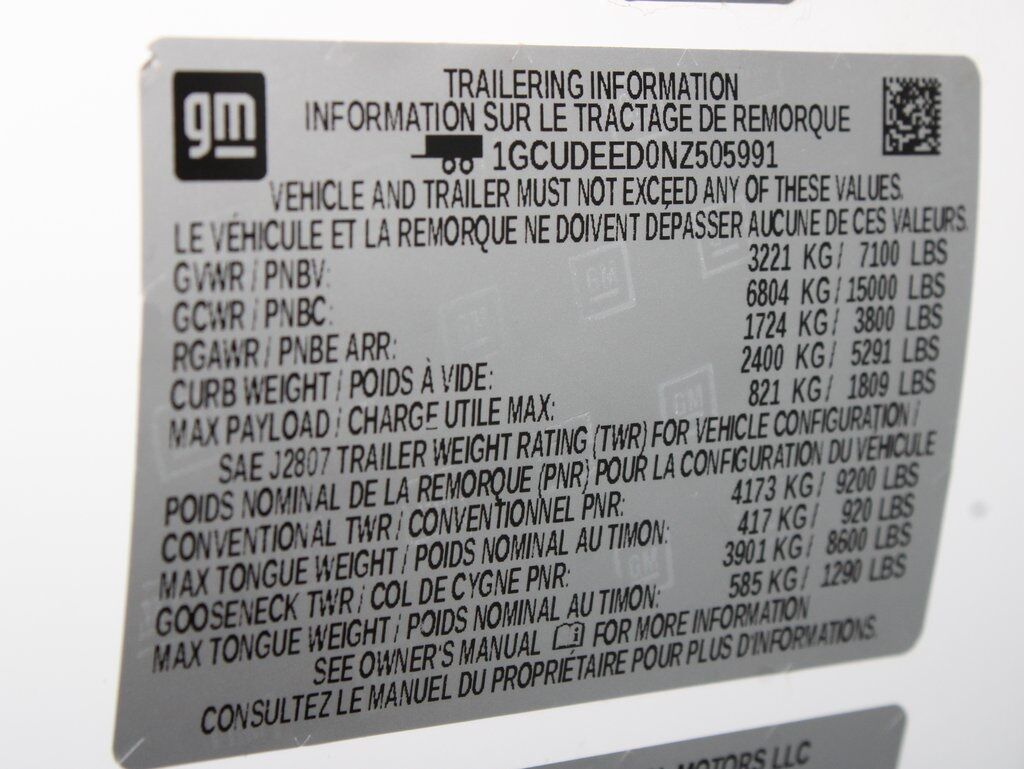 gm
TRAILERING INFORMATION
INFORMATION SUR LE TRACTAGE DE REMORQUE
1GCUDEED0NZ505991
VEHICLE AND TRAILER MUST NOT EXCEED ANY OF THESE VALUES.
LE VÉHICULE ET LA REMORQUE NE DOIVENT DÉPASSER AUCUNE DE CES VALEURS.
GVWR / PNBV: 3221 KG / 7100 LBS
GCWR / PNBC: 6804 KG / 15000 LBS
RGAWR / PNBE ARR: 1724 KG / 3800 LBS
CURB WEIGHT / POIDS À VIDE: 2400 KG / 5291 LBS
MAX PAYLOAD / CHARGE UTILE MAX: 821 KG / 1809 LBS
SAE J2807 TRAILER WEIGHT RATING (TWR) FOR VEHICLE CONFIGURATION /
POIDS NOMINAL DE LA REMORQUE (PNR) POUR LA CONFIGURATION DU VÉHICULE
CONVENTIONAL TWR / CONVENTIONNEL PNR: 4173 KG / 9200 LBS
MAX TONGUE WEIGHT / POIDS NOMINAL AU TIMON: 417 KG / 920 LBS
GOOSENECK TWR / COL DE CYGNE PNR: 3901 KG / 8600 LBS
MAX TONGUE WEIGHT / POIDS NOMINAL AU TIMON: 585 KG / 1290 LBS
SEE OWNER'S MANUAL FOR MORE INFORMATION
CONSULTEZ LE MANUEL DU PROPRIÉTAIRE POUR PLUS D'INFORMATIONS.
MOTORS LLC